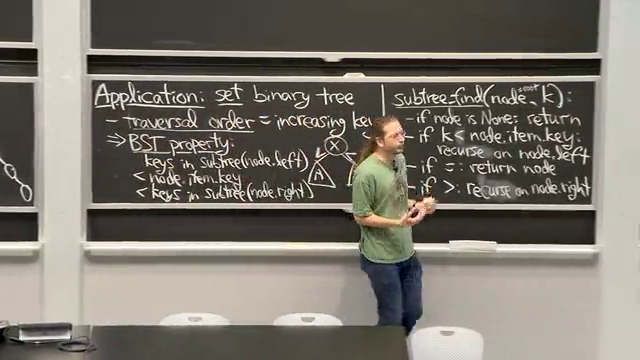 Application: set binary tree
- traversal order = increasing key
⇒ BST property:
keys in subtree(node.left)
< node.item.key
< keys in subtree(node.right)
X
A
subtree_find(node, k):
- if node is None: return
- if k < node.item.key:
recurse on node.left
- if =: return node
- if >: recurse on node.right